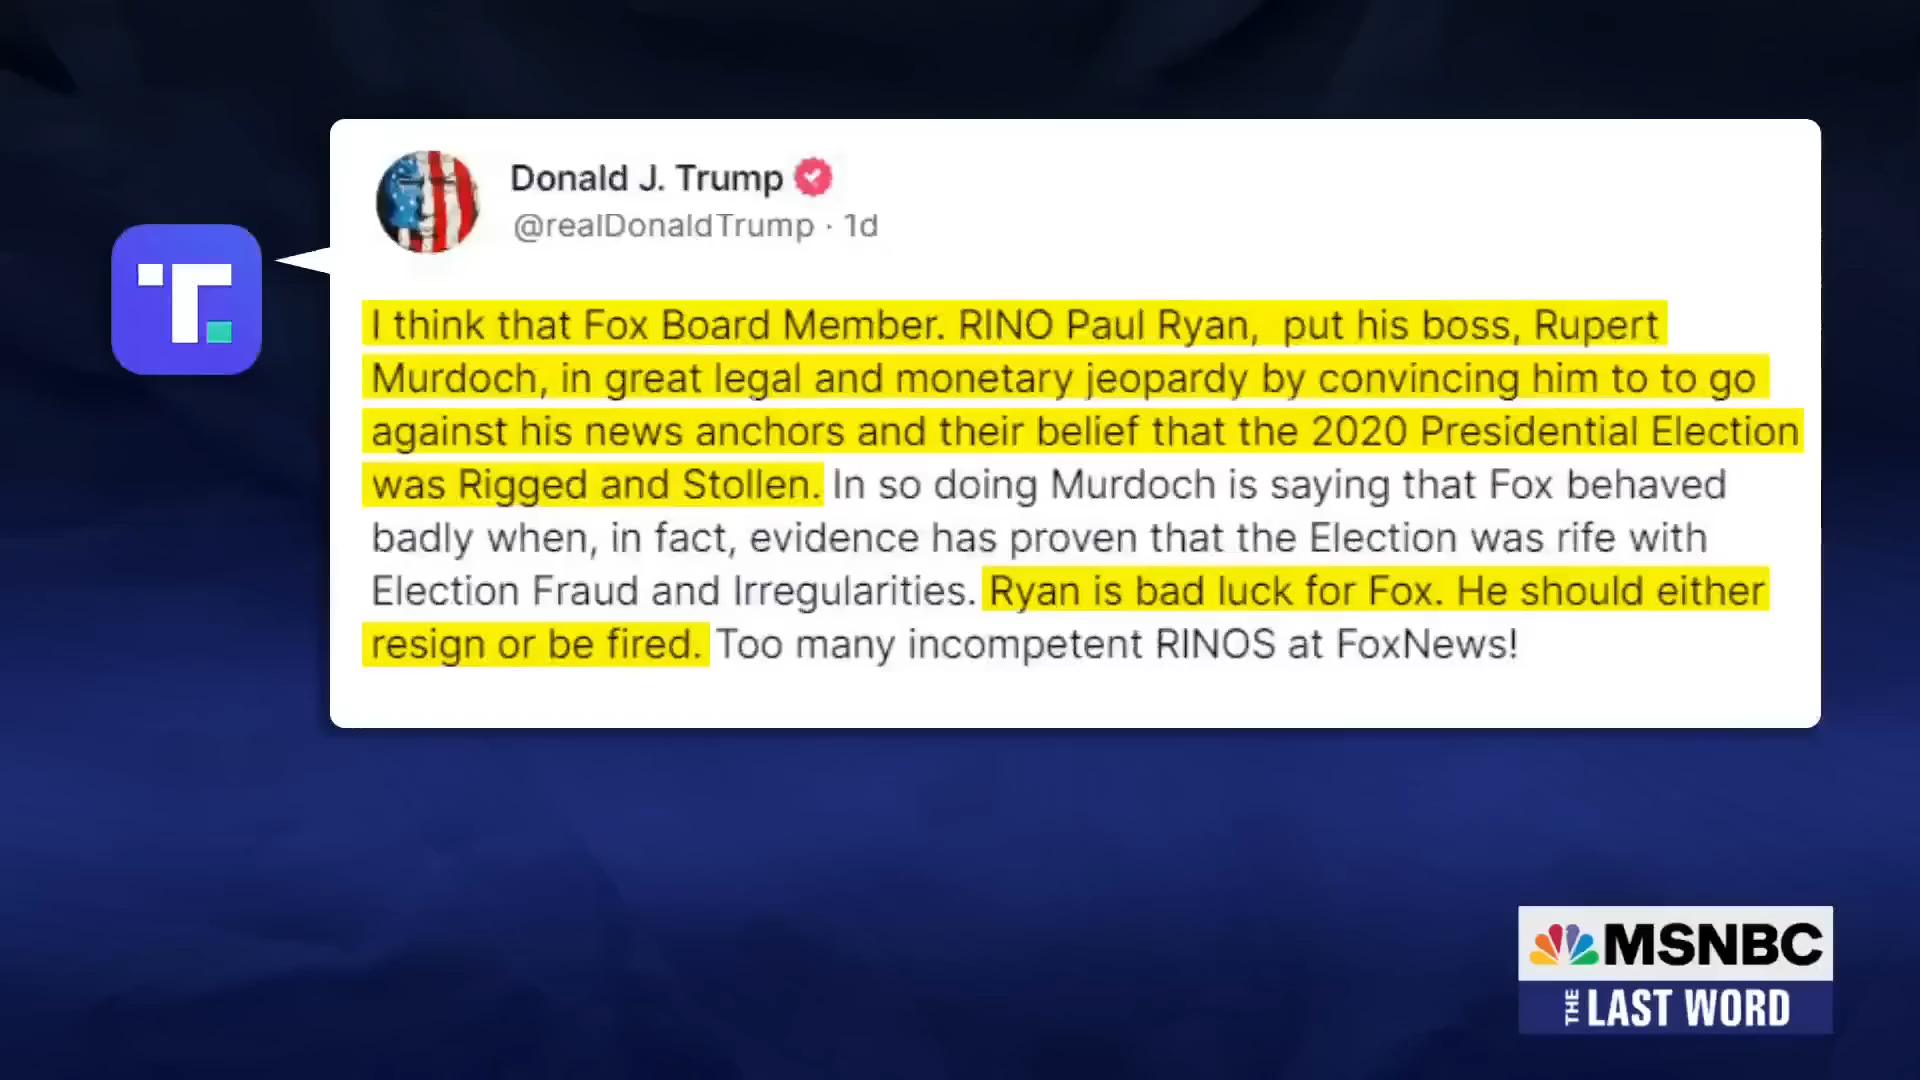 Donald J. Trump
@realDonaldTrump · 1d
T.
I think that Fox Board Member. RINO Paul Ryan,  put his boss, Rupert
Murdoch, in great legal and monetary jeopardy by convincing him to to go
against his news anchors and their belief that the 2020 Presidential Election
was Rigged and Stollen. In so doing Murdoch is saying that Fox behaved
badly when, in fact, evidence has proven that the Election was rife with
Election Fraud and Irregularities. Ryan is bad luck for Fox. He should either
resign or be fired. Too many incompetent RINOS at FoxNews!
MSNBC
THE LAST WORD